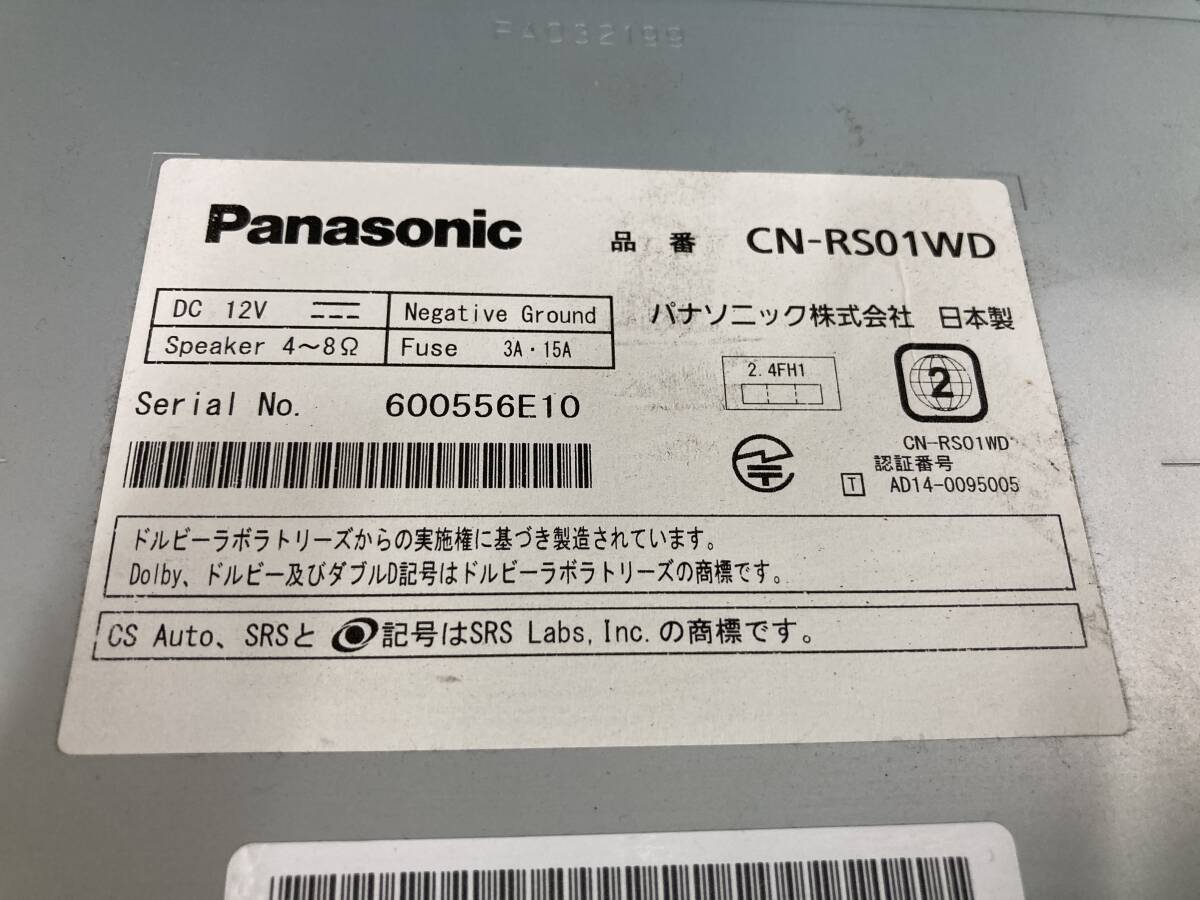 PA032199
Panasonic 品番 CN-RS01WD
DC 12V Negative Ground
Speaker 4～8Ω Fuse 3A・15A
パナソニック株式会社 日本製
2.4FH1
2
Serial No. 600556E10
CN-RS01WD
認証番号
T AD14-0095005
ドルビーラボラトリーズからの実施権に基づき製造されています。
Dolby、ドルビー及びダブルD記号はドルビーラボラトリーズの商標です。
CS Auto、SRSと記号はSRS Labs,Inc.の商標です。